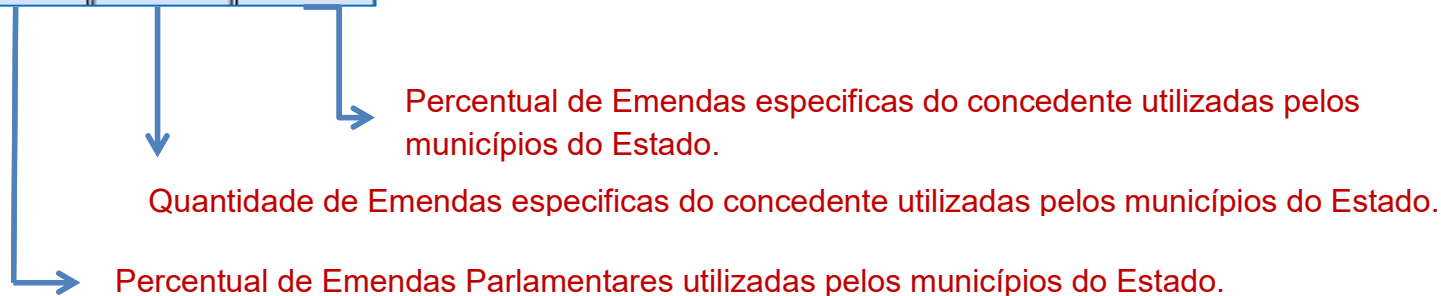 Percentual de Emendas especificas do concedente utilizadas pelos
municípios do Estado.
Quantidade de Emendas especificas do concedente utilizadas pelos municípios do Estado.
Percentual de Emendas Parlamentares utilizadas pelos municípios do Estado.